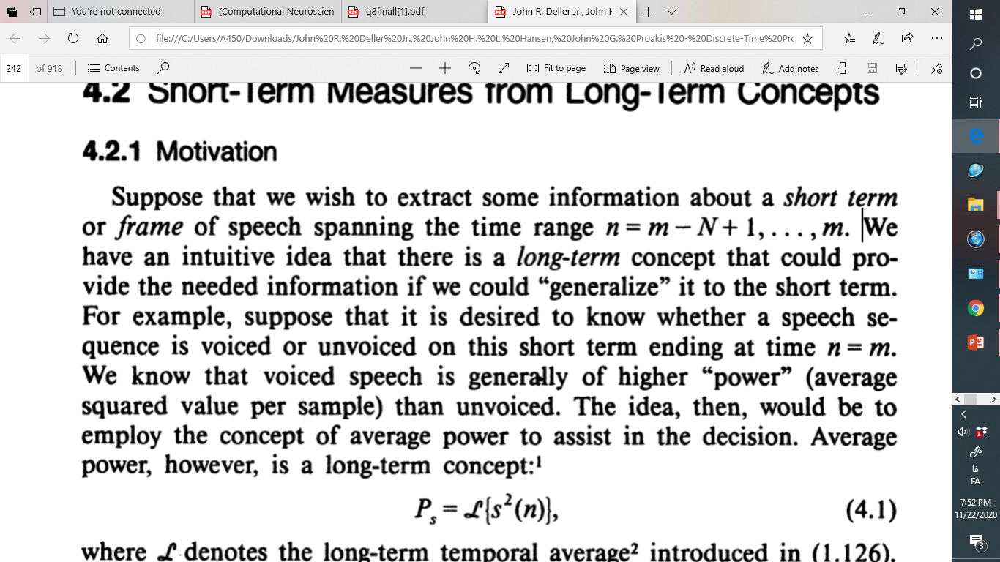 You're not connected
(Computational Neuroscien
q8finall[1].pdf
John R. Deller Jr., John H
file:///C:/Users/A450/Downloads/John%20R.%20Deller%20Jr.,%20John%20H.%20L.%20Hansen,%20John%20G.%20Proakis%20-%20Discrete-Time%20Pro
242 of 918
Contents
Fit to page
Page view
Read aloud
Add notes
4.2 Short-Term Measures from Long-Term Concepts
4.2.1 Motivation
Suppose that we wish to extract some information about a short term
or frame of speech spanning the time range n = m − N + 1, . . . , m. We
have an intuitive idea that there is a long-term concept that could pro-
vide the needed information if we could “generalize” it to the short term.
For example, suppose that it is desired to know whether a speech se-
quence is voiced or unvoiced on this short term ending at time n = m.
We know that voiced speech is generally of higher “power” (average
squared value per sample) than unvoiced. The idea, then, would be to
employ the concept of average power to assist in the decision. Average
power, however, is a long-term concept:¹
Pₛ = ℒ{s²(n)}, (4.1)
where ℒ denotes the long-term temporal average² introduced in (1.126).
3
فا
FA
7:52 PM
11/22/2020
3